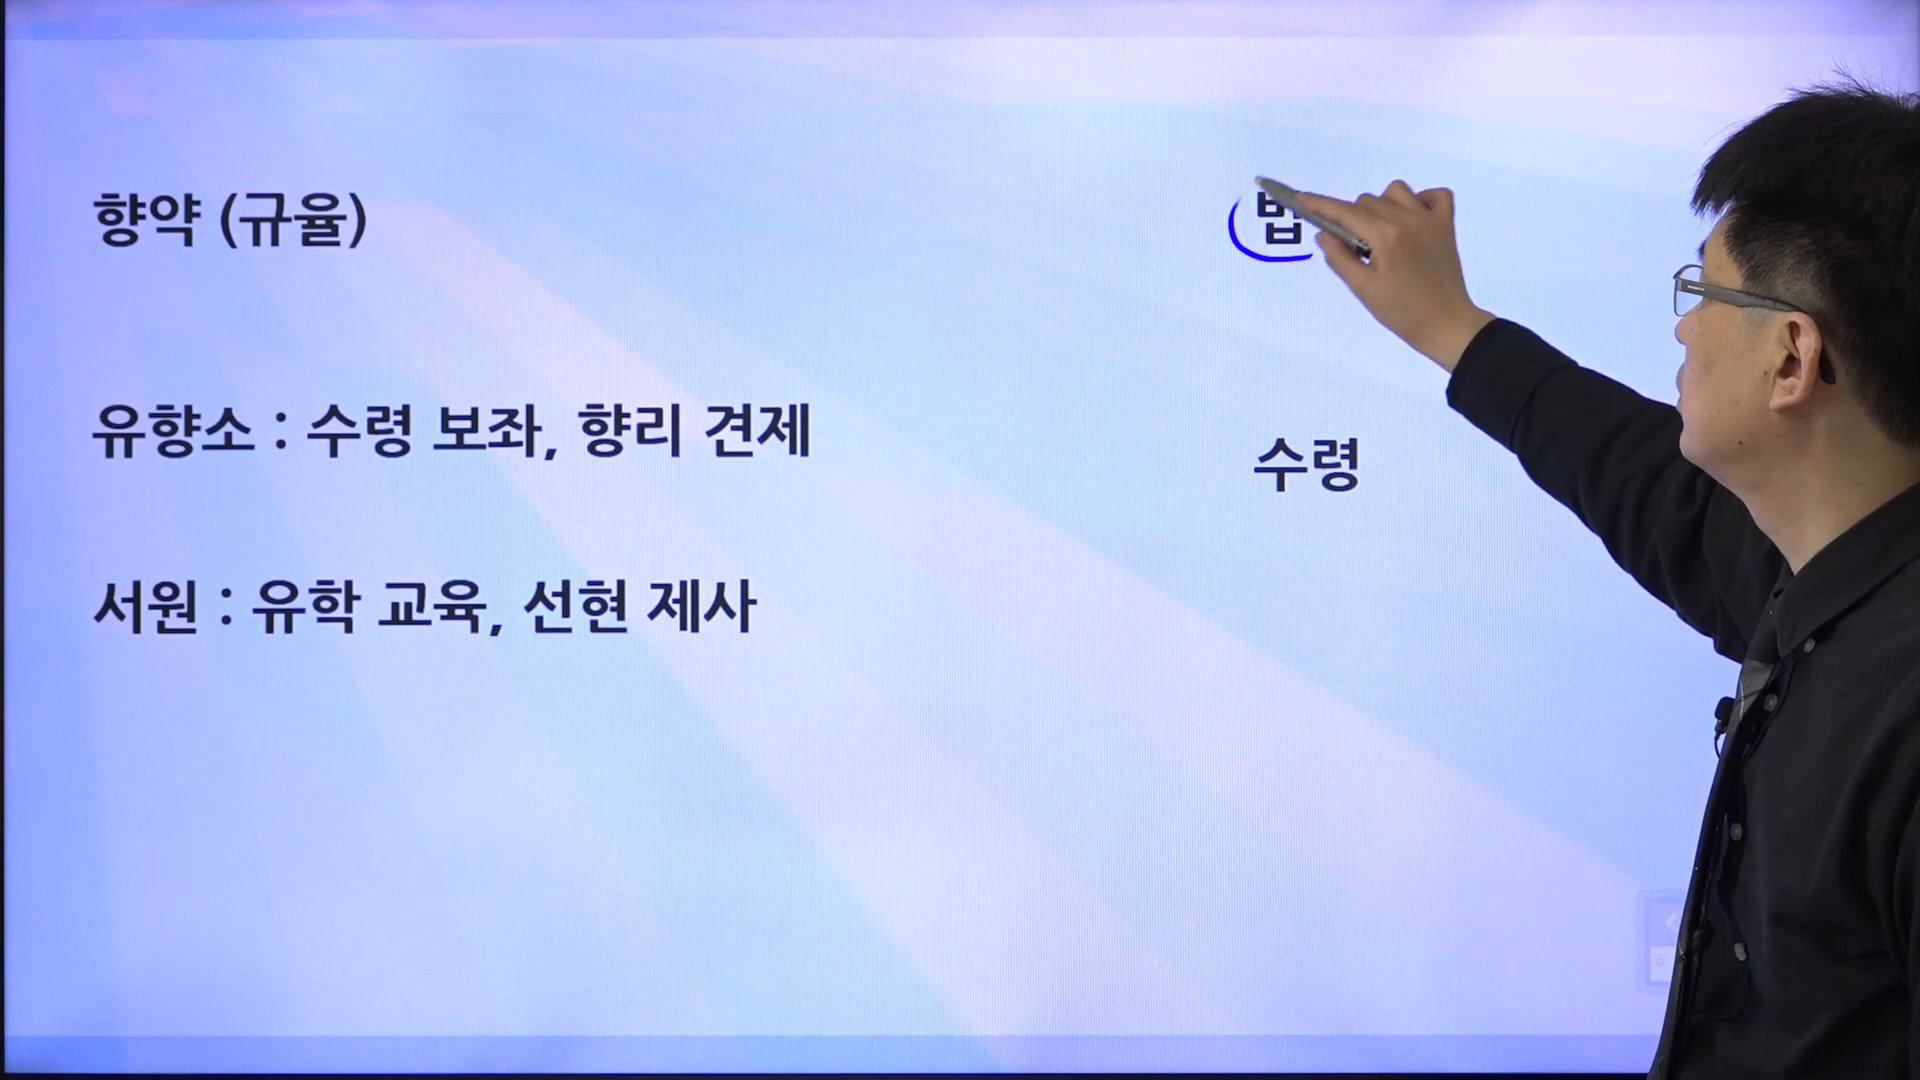 향약 (규율)
법
유향소 : 수령 보좌, 향리 견제
수령
서원 : 유학 교육, 선현 제사